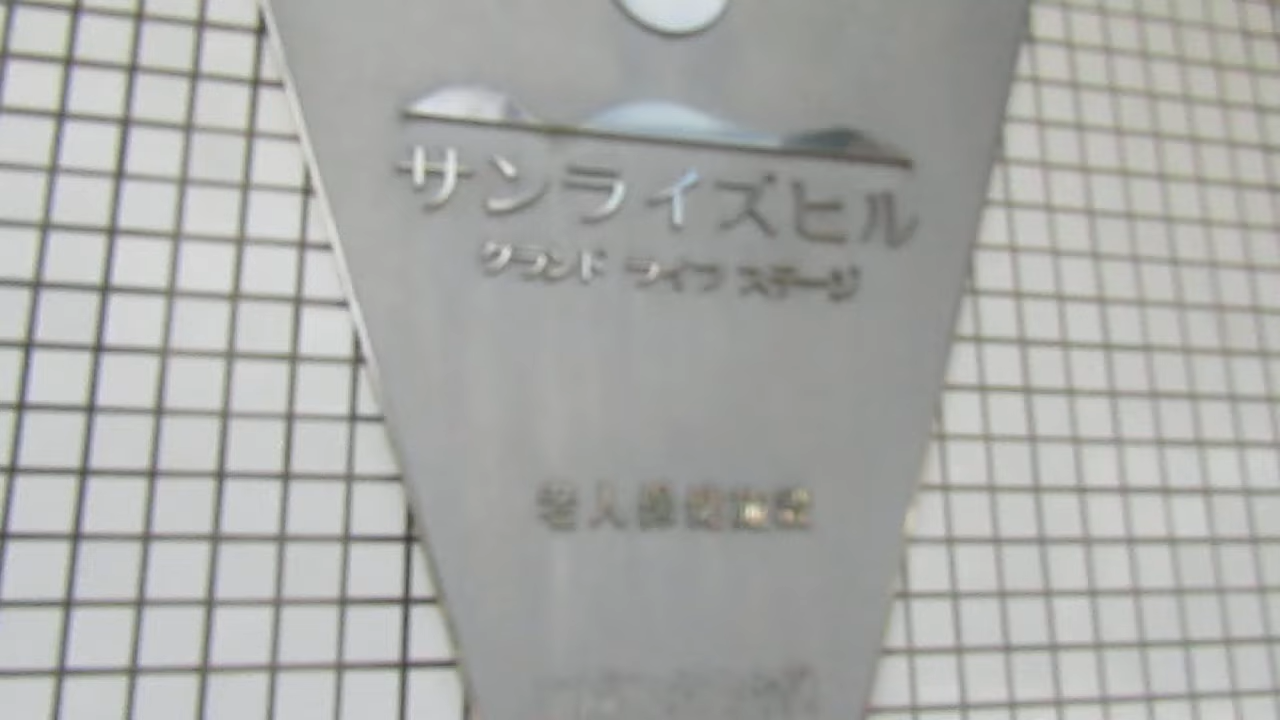 サンライズヒル
グランド ライフ ステージ
老人保健施設